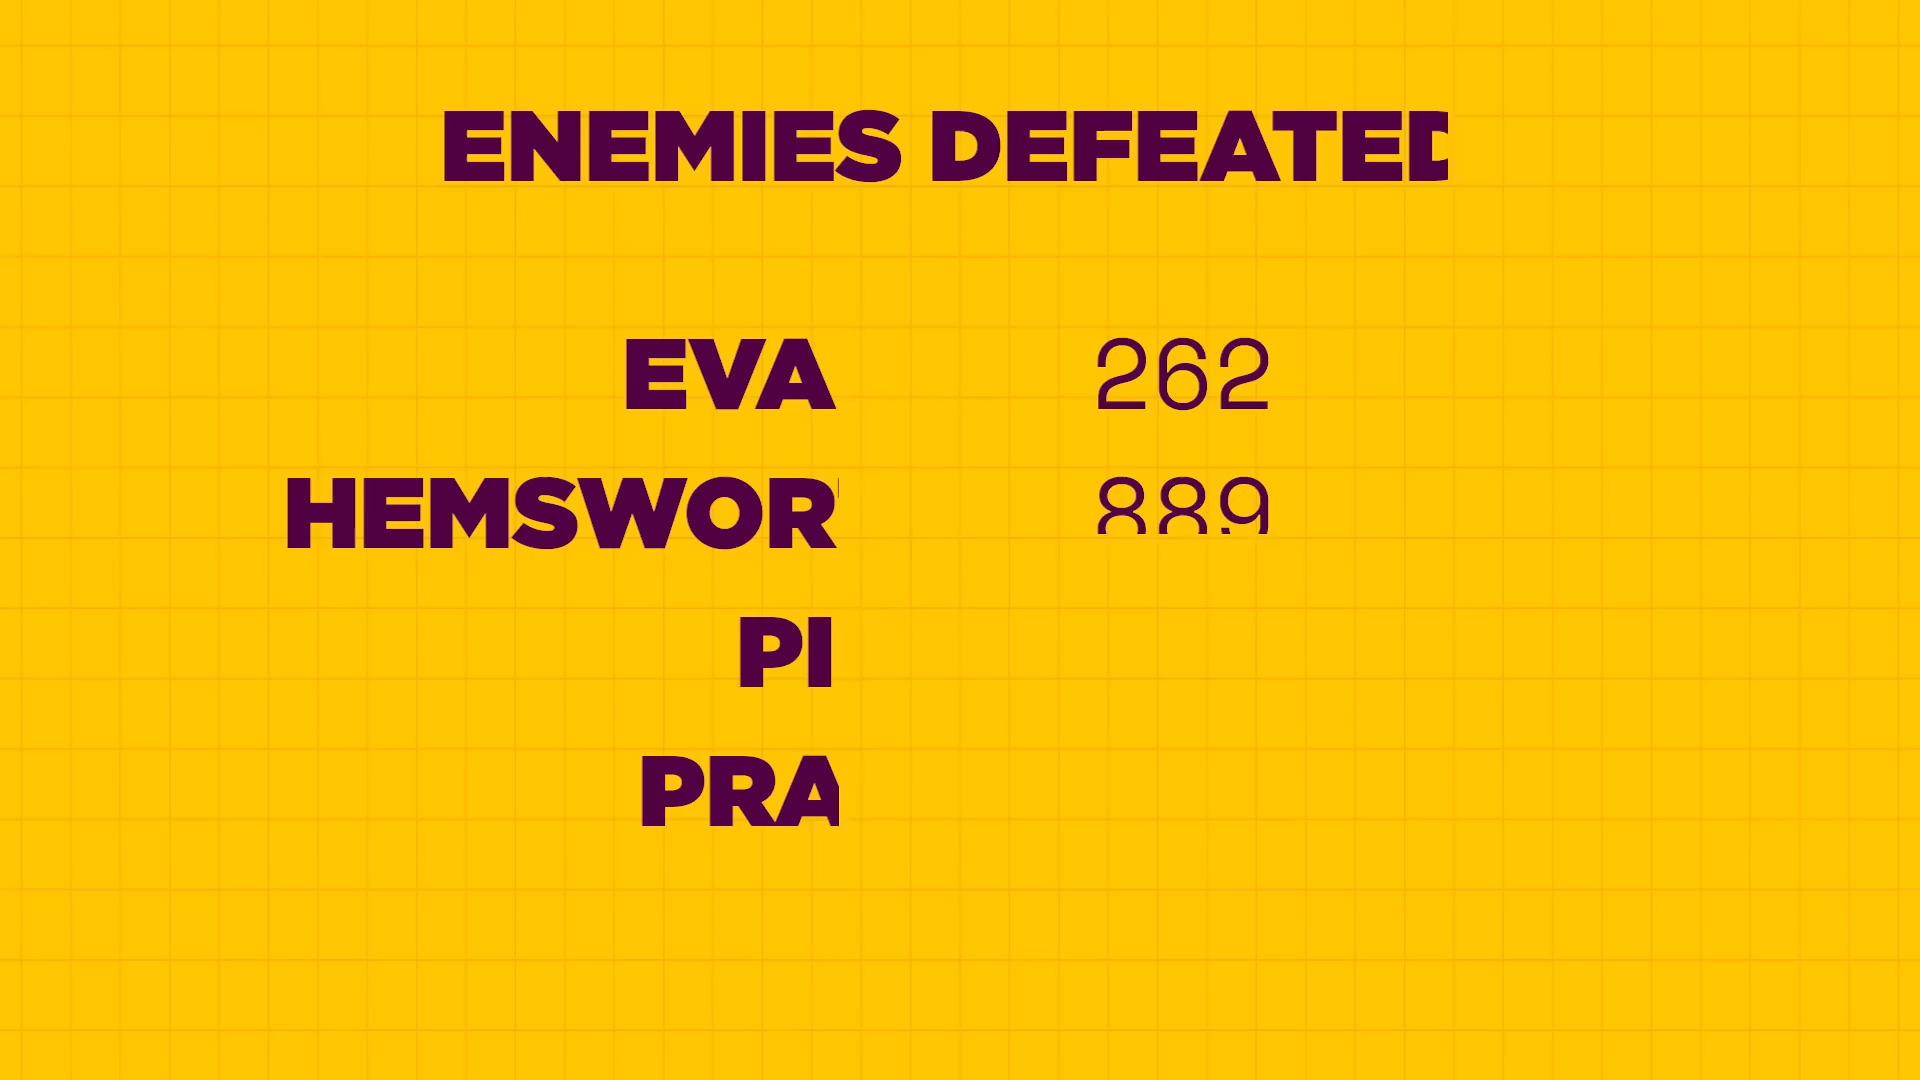 ENEMIES DEFEATED
EVA 262
HEMSWOR 889
PI
PRA